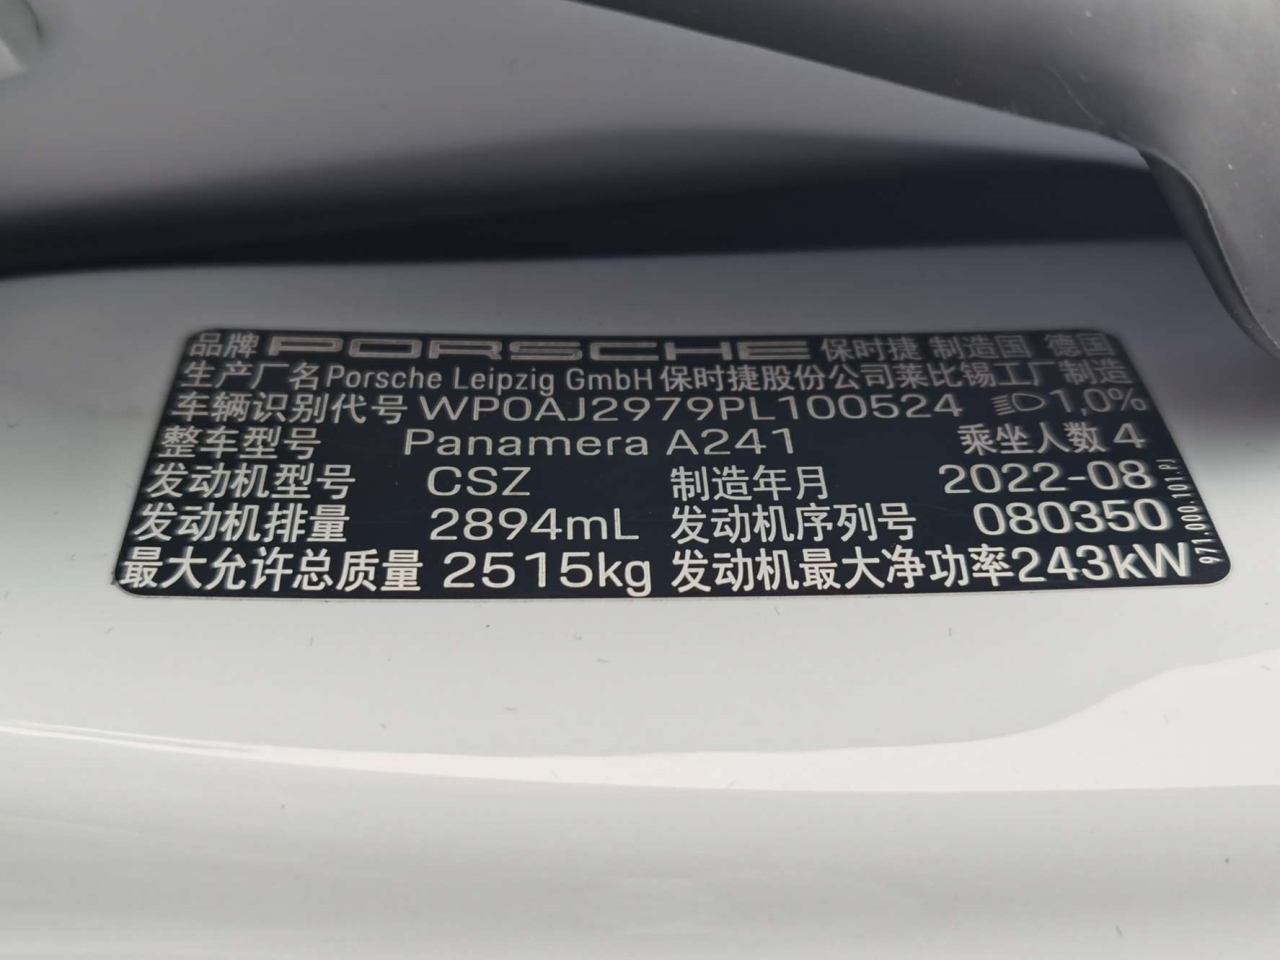 品牌 PORSCHE 保时捷 制造国 德国
生产厂名 Porsche Leipzig GmbH 保时捷股份公司莱比锡工厂 制造
车辆识别代号 WP0AJ2979PL100524 1,0%
整车型号 Panamera A241 乘坐人数 4
发动机型号 CSZ 制造年月 2022-08
发动机排量 2894mL 发动机序列号 080350
最大允许总质量 2515kg 发动机最大净功率 243kW
971.000.101.PJ